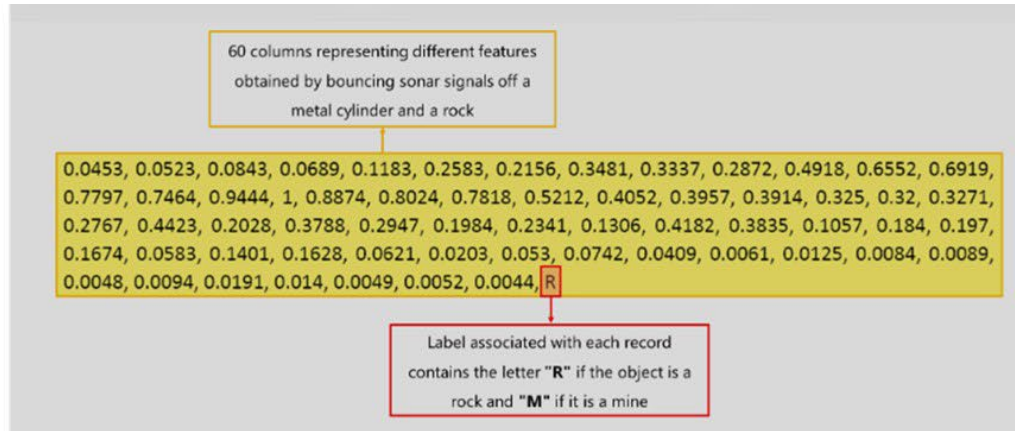 60 columns representing different features
obtained by bouncing sonar signals off a
metal cylinder and a rock
0.0453, 0.0523, 0.0843, 0.0689, 0.1183, 0.2583, 0.2156, 0.3481, 0.3337, 0.2872, 0.4918, 0.6552, 0.6919,
0.7797, 0.7464, 0.9444, 1, 0.8874, 0.8024, 0.7818, 0.5212, 0.4052, 0.3957, 0.3914, 0.325, 0.32, 0.3271,
0.2767, 0.4423, 0.2028, 0.3788, 0.2947, 0.1984, 0.2341, 0.1306, 0.4182, 0.3835, 0.1057, 0.184, 0.197,
0.1674, 0.0583, 0.1401, 0.1628, 0.0621, 0.0203, 0.053, 0.0742, 0.0409, 0.0061, 0.0125, 0.0084, 0.0089,
0.0048, 0.0094, 0.0191, 0.014, 0.0049, 0.0052, 0.0044, R
Label associated with each record
contains the letter "R" if the object is a
rock and "M" if it is a mine